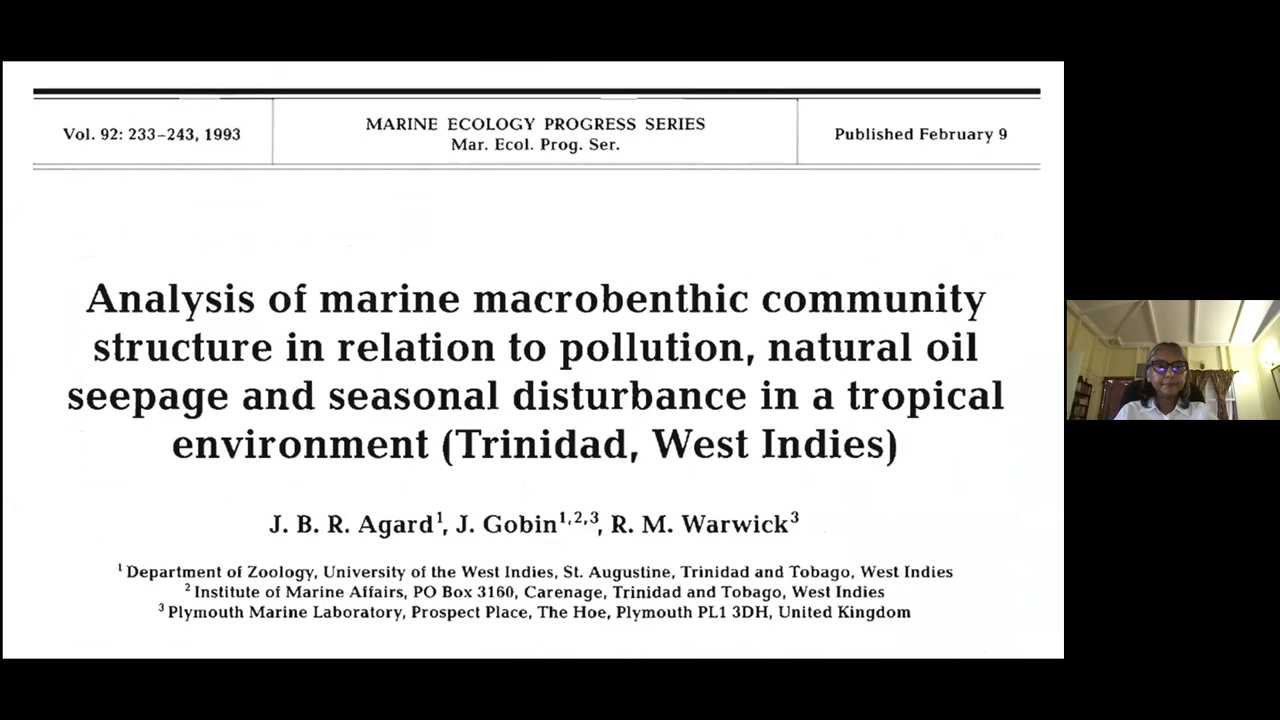 Vol. 92: 233–243, 1993
MARINE ECOLOGY PROGRESS SERIES
Mar. Ecol. Prog. Ser.
Published February 9
Analysis of marine macrobenthic community
structure in relation to pollution, natural oil
seepage and seasonal disturbance in a tropical
environment (Trinidad, West Indies)
J. B. R. Agard¹, J. Gobin¹,²,³, R. M. Warwick³
¹ Department of Zoology, University of the West Indies, St. Augustine, Trinidad and Tobago, West Indies
² Institute of Marine Affairs, PO Box 3160, Carenage, Trinidad and Tobago, West Indies
³ Plymouth Marine Laboratory, Prospect Place, The Hoe, Plymouth PL1 3DH, United Kingdom